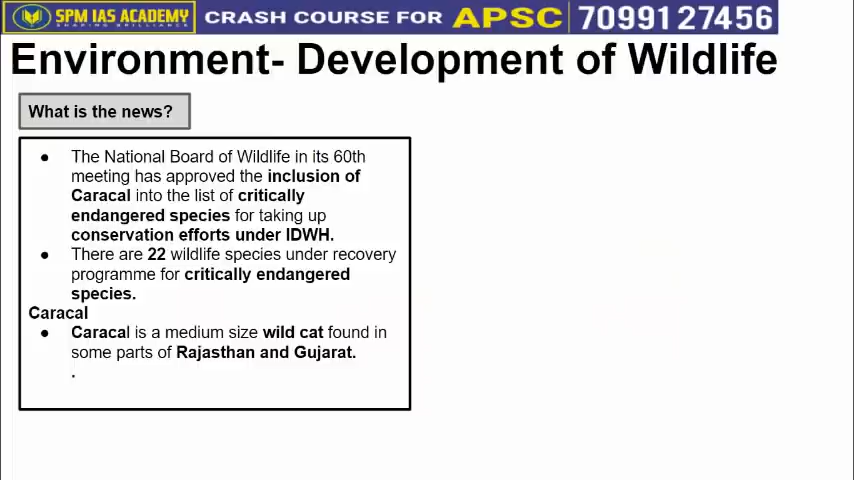 SPM IAS ACADEMY
SHARING BRILLIANCE
CRASH COURSE FOR APSC 7099127456
Environment- Development of Wildlife
What is the news?
● The National Board of Wildlife in its 60th
meeting has approved the inclusion of
Caracal into the list of critically
endangered species for taking up
conservation efforts under IDWH.
● There are 22 wildlife species under recovery
programme for critically endangered
species.
Caracal
● Caracal is a medium size wild cat found in
some parts of Rajasthan and Gujarat.
.